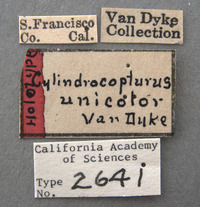 S. Francisco
Co. Cal.
Van Dyke
Collection
Holotype
Cylindrocopturus
unicolor
Van Dyke
California Academy
of Sciences
Type
No. 2641